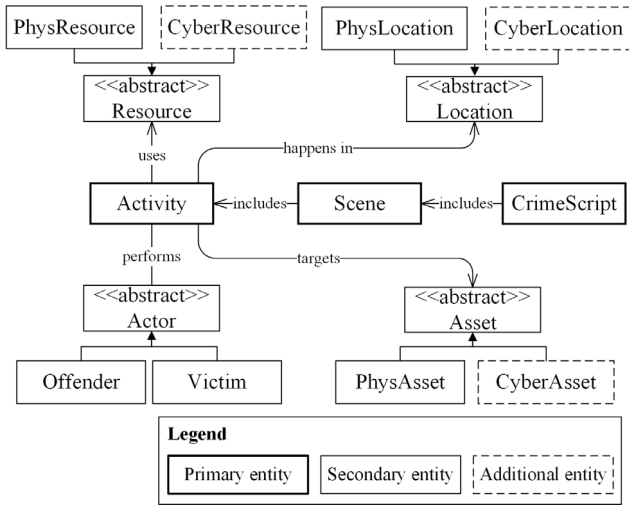 PhysResource
CyberResource
PhysLocation
CyberLocation
<<abstract>>
Resource
<<abstract>>
Location
uses
happens in
Activity
includes
Scene
includes
CrimeScript
performs
targets
<<abstract>>
Actor
<<abstract>>
Asset
Offender
Victim
PhysAsset
CyberAsset
Legend
Primary entity
Secondary entity
Additional entity